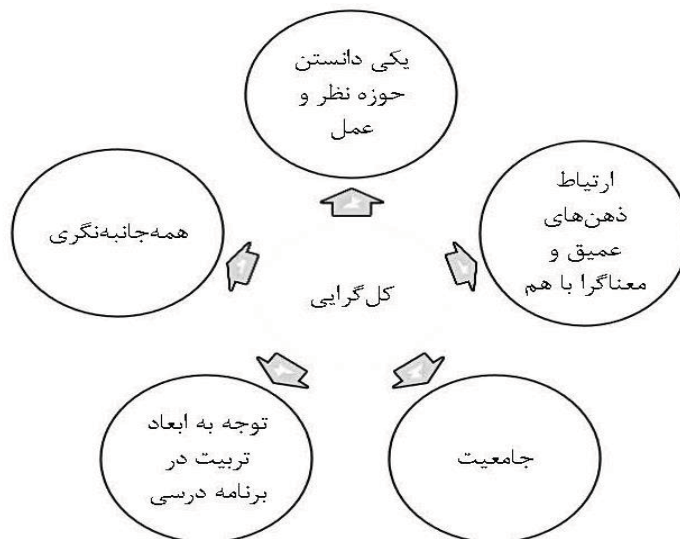 یکی دانستن
حوزه نظر و
عمل
ارتباط
ذهن‌های
عمیق و
معناگرا با هم
همه‌جانبه‌نگری
کل‌گرایی
توجه به ابعاد
تربیت در
برنامه درسی
جامعیت